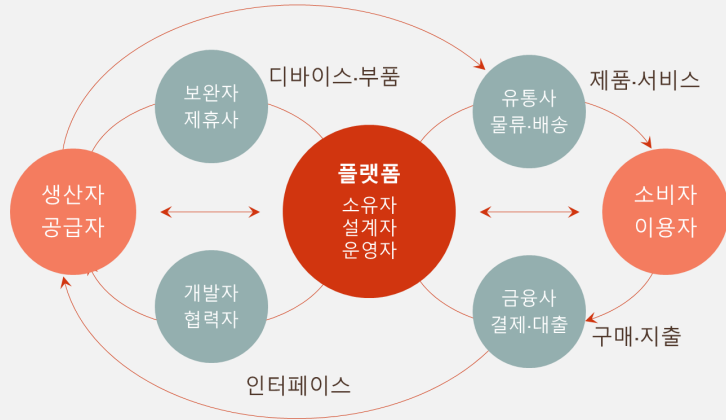 디바이스·부품
제품·서비스
보완자
제휴사
유통사
물류·배송
생산자
공급자
플랫폼
소유자
설계자
운영자
소비자
이용자
개발자
협력자
금융사
결제·대출
구매·지출
인터페이스